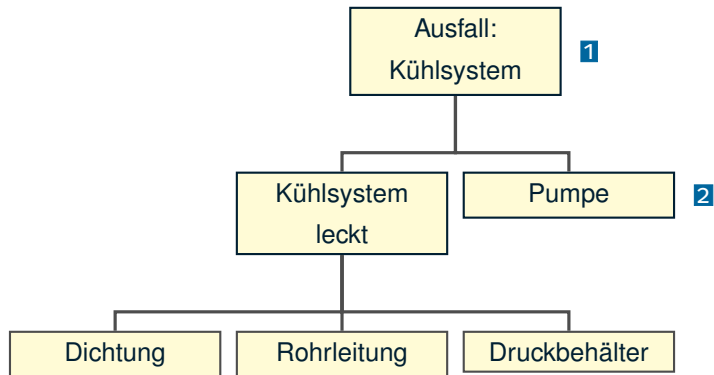 Ausfall:
Kühlsystem
1
Kühlsystem
leckt
Pumpe
2
Dichtung
Rohrleitung
Druckbehälter